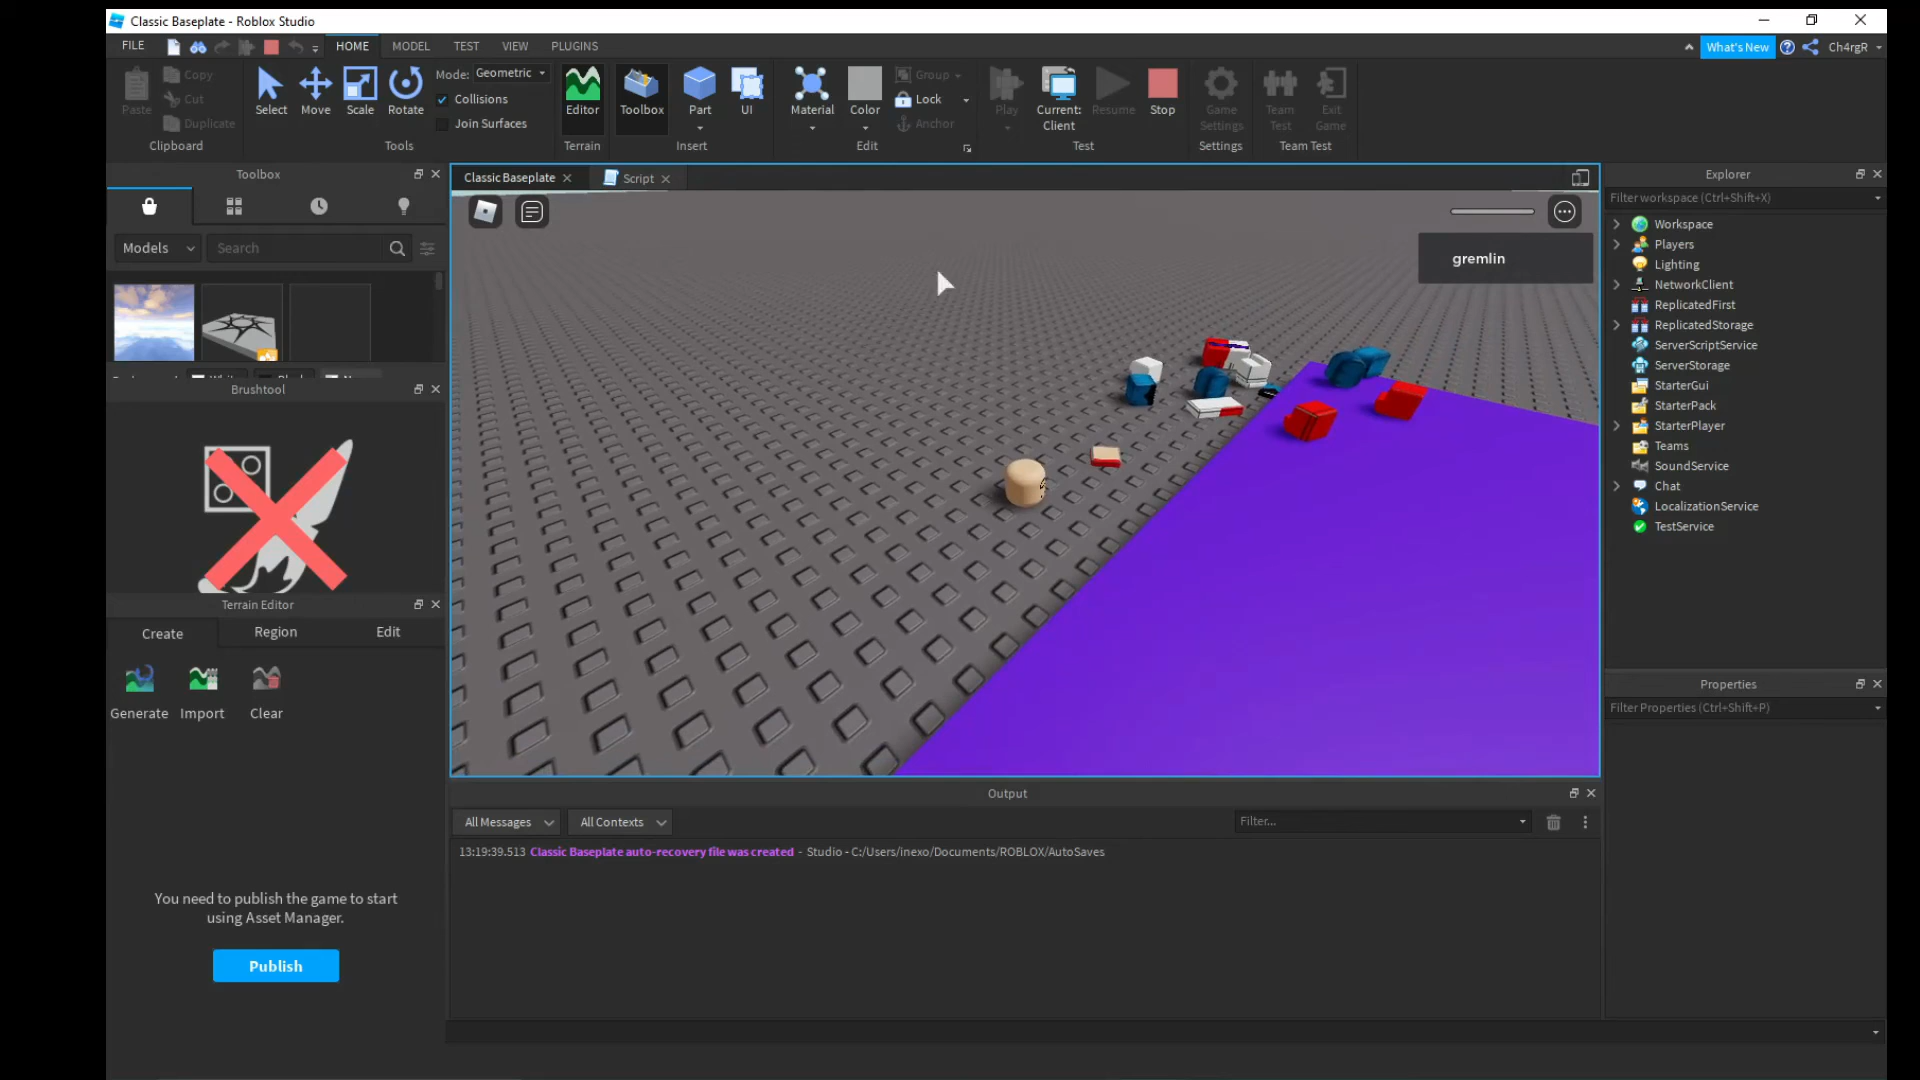 Classic Baseplate - Roblox Studio
FILE
HOME
MODEL
TEST
VIEW
PLUGINS
What's New
Ch4rgR
Paste
Copy
Cut
Duplicate
Clipboard
Select
Move
Scale
Rotate
Mode: Geometric
Collisions
Join Surfaces
Tools
Editor
Terrain
Toolbox
Part
UI
Insert
Material
Color
Group
Lock
Anchor
Edit
Play
Current:
Client
Resume
Stop
Test
Game
Settings
Settings
Team
Test
Exit
Game
Team Test
Toolbox
Models
Search
Brushtool
Terrain Editor
Create
Region
Edit
Generate
Import
Clear
You need to publish the game to start
using Asset Manager.
Publish
Classic Baseplate
Script
gremlin
Output
All Messages
All Contexts
Filter...
13:19:39.513 Classic Baseplate auto-recovery file was created - Studio - C:/Users/inexo/Documents/ROBLOX/AutoSaves
Explorer
Filter workspace (Ctrl+Shift+X)
Workspace
Players
Lighting
NetworkClient
ReplicatedFirst
ReplicatedStorage
ServerScriptService
ServerStorage
StarterGui
StarterPack
StarterPlayer
Teams
SoundService
Chat
LocalizationService
TestService
Properties
Filter Properties (Ctrl+Shift+P)